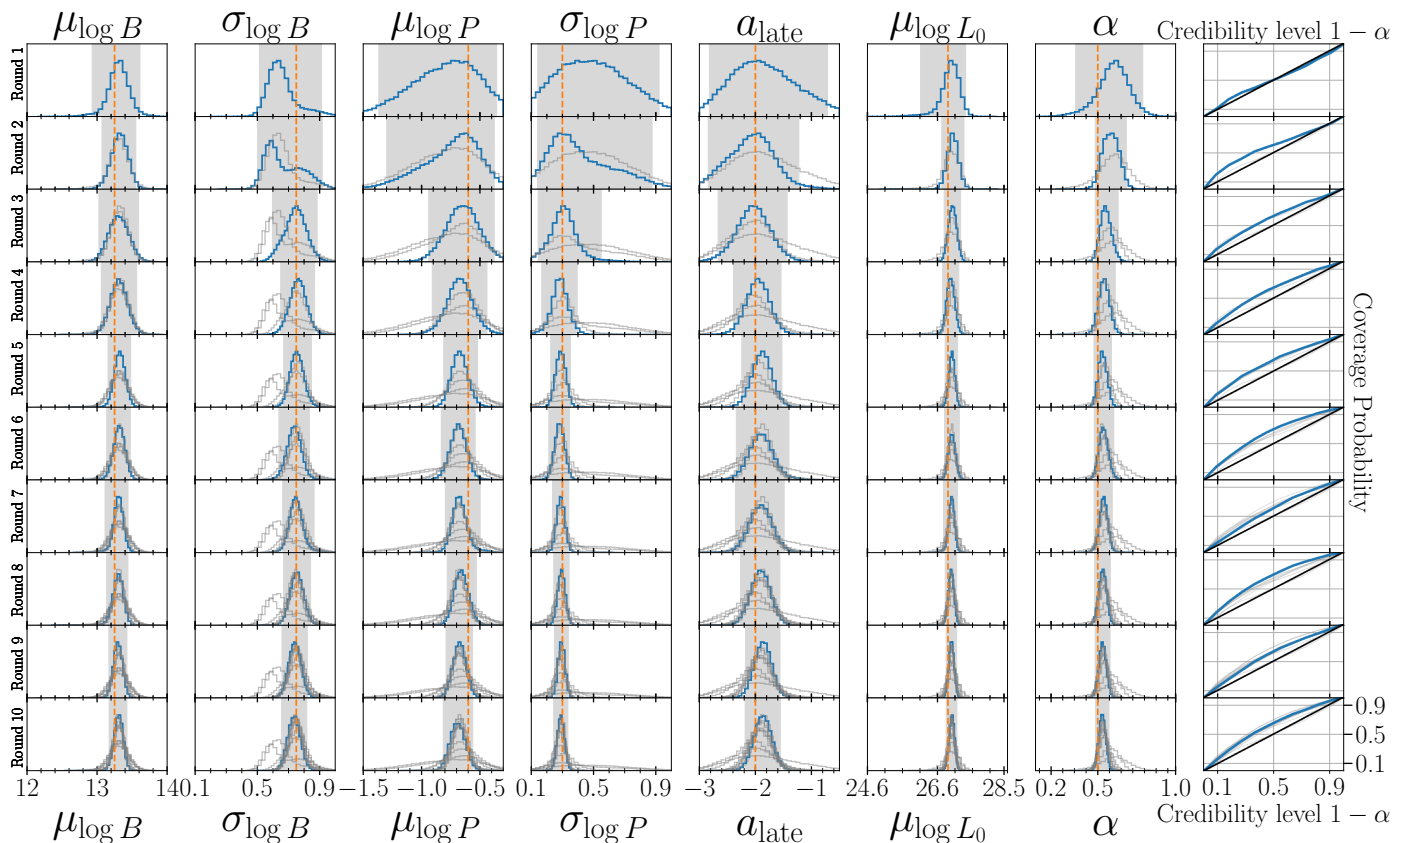 μ_log B σ_log B μ_log P σ_log P a_late μ_log L₀ α Credibility level 1 − α
Round 1
Round 2
Round 3
Round 4
Round 5
Round 6
Round 7
Round 8
Round 9
Round 10
Coverage Probability
0.9
0.5
0.1
12 13 14 0.1 0.5 0.9 −1.5 −1.0 −0.5 0.1 0.5 0.9 −3 −2 −1 24.6 26.6 28.5 0.2 0.5 1.0 0.1 0.5 0.9
μ_log B σ_log B μ_log P σ_log P a_late μ_log L₀ α Credibility level 1 − α